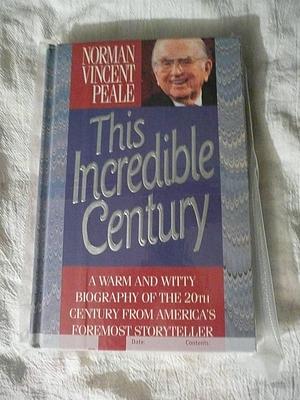 NORMAN
VINCENT
PEALE
This
Incredible
Century
A WARM AND WITTY
BIOGRAPHY OF THE 20TH
CENTURY FROM AMERICA'S
FOREMOST STORYTELLER
Date: Contents: